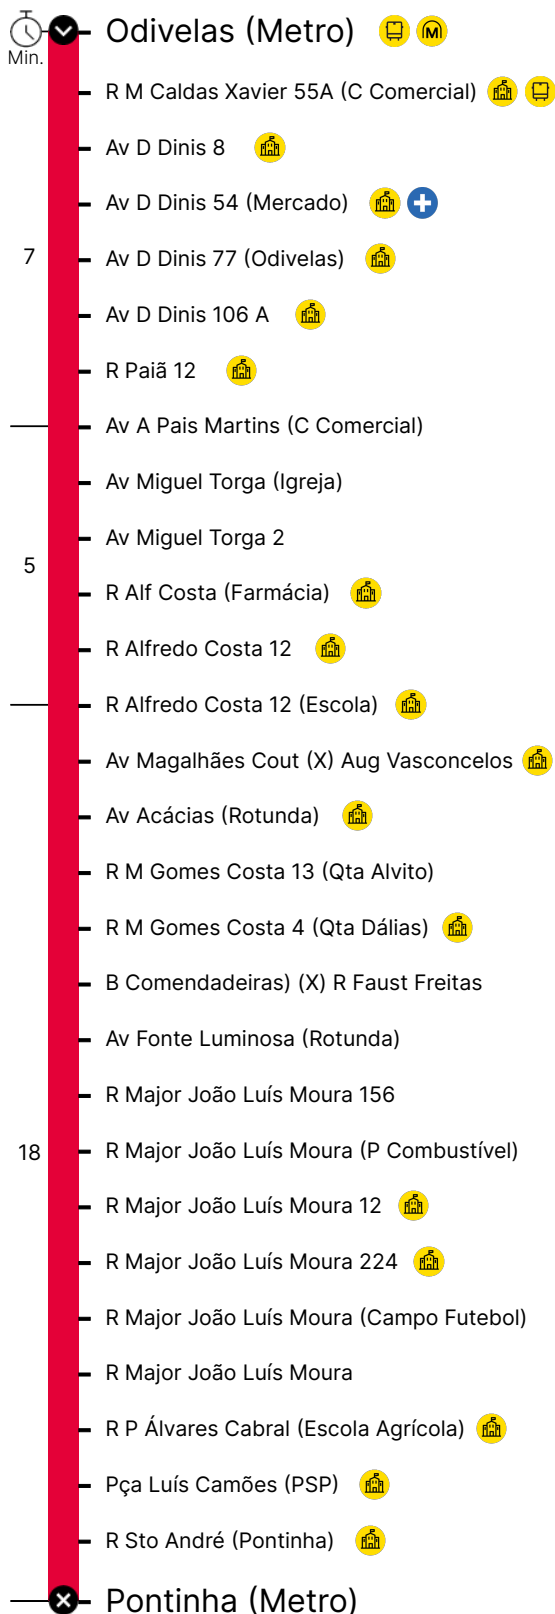 Odivelas (Metro) M
Min.
R M Caldas Xavier 55A (C Comercial)
Av D Dinis 8
Av D Dinis 54 (Mercado)
7 Av D Dinis 77 (Odivelas)
Av D Dinis 106 A
R Paiã 12
Av A Pais Martins (C Comercial)
Av Miguel Torga (Igreja)
Av Miguel Torga 2
5
R Alf Costa (Farmácia)
R Alfredo Costa 12
R Alfredo Costa 12 (Escola)
Av Magalhães Cout (X) Aug Vasconcelos
Av Acácias (Rotunda)
R M Gomes Costa 13 (Qta Alvito)
R M Gomes Costa 4 (Qta Dálias)
B Comendadeiras) (X) R Faust Freitas
Av Fonte Luminosa (Rotunda)
R Major João Luís Moura 156
18 R Major João Luís Moura (P Combustível)
R Major João Luís Moura 12
R Major João Luís Moura 224
R Major João Luís Moura (Campo Futebol)
R Major João Luís Moura
R P Álvares Cabral (Escola Agrícola)
Pça Luís Camões (PSP)
R Sto André (Pontinha)
Pontinha (Metro)